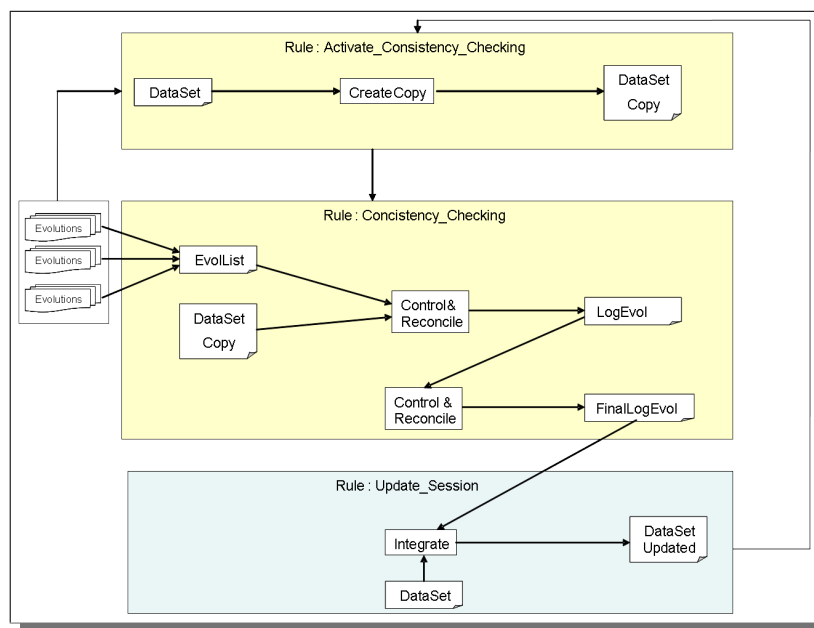 Rule : Activate_Consistency_Checking
DataSet
CreateCopy
DataSet
Copy
Rule : Concistency_Checking
Evolutions
Evolutions
Evolutions
EvolList
DataSet
Copy
Control&
Reconcile
LogEvol
Control &
Reconcile
FinalLogEvol
Rule : Update_Session
Integrate
DataSet
Updated
DataSet